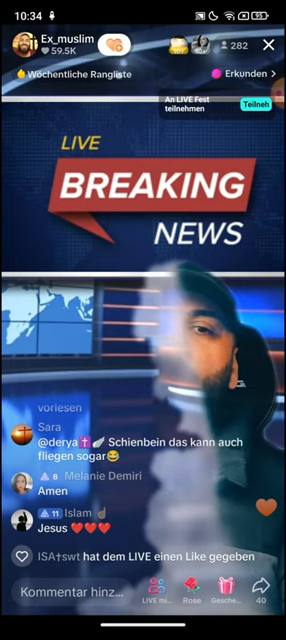 10:34
95
Ex_muslim
59.5K
282
Wöchentliche Rangliste
Erkunden >
An LIVE Fest
teilnehmen
Teilneh
LIVE
BREAKING
NEWS
vorlesen
Sara
@derya✝️🪽 Schienbein das kann auch
fliegen sogar😂
8 Melanie Demiri
Amen
11 Islam ☝🏽
Jesus ❤️❤️❤️
ISA†swt hat dem LIVE einen Like gegeben
Kommentar hinz...
LIVE mi...
Rose
Gesche...
40